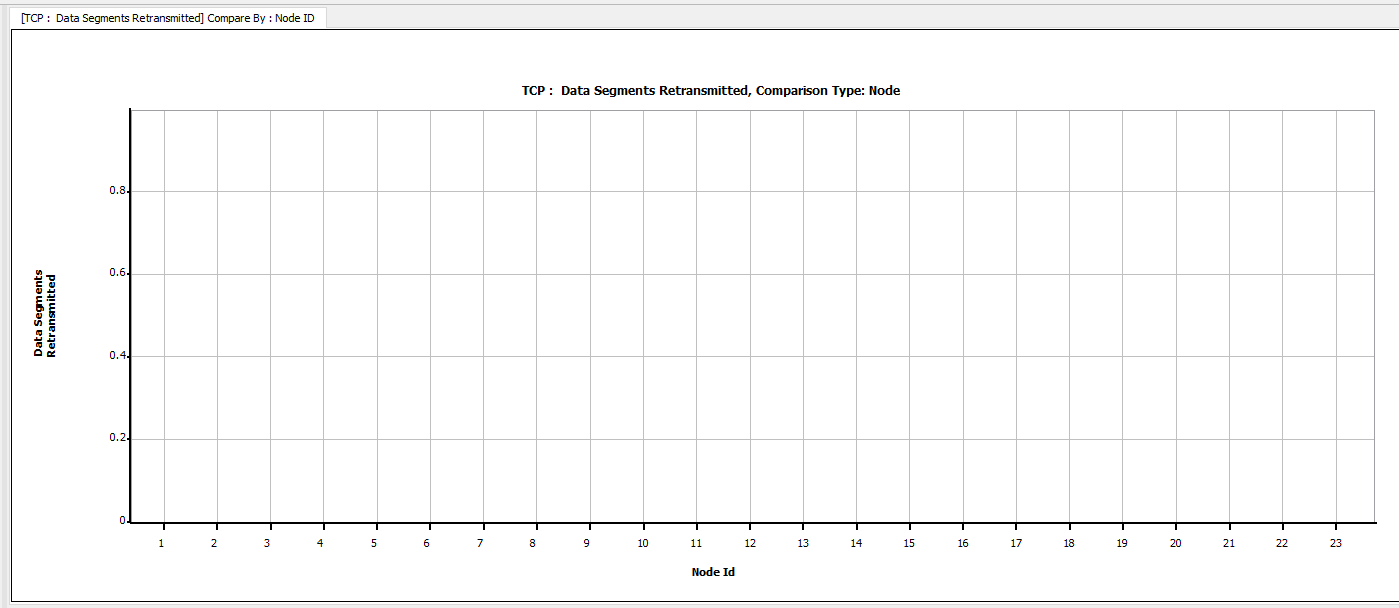 [TCP :  Data Segments Retransmitted] Compare By : Node ID
TCP :  Data Segments Retransmitted, Comparison Type: Node
Data Segments
Retransmitted
0.8
0.6
0.4
0.2
0
1 2 3 4 5 6 7 8 9 10 11 12 13 14 15 16 17 18 19 20 21 22 23
Node Id